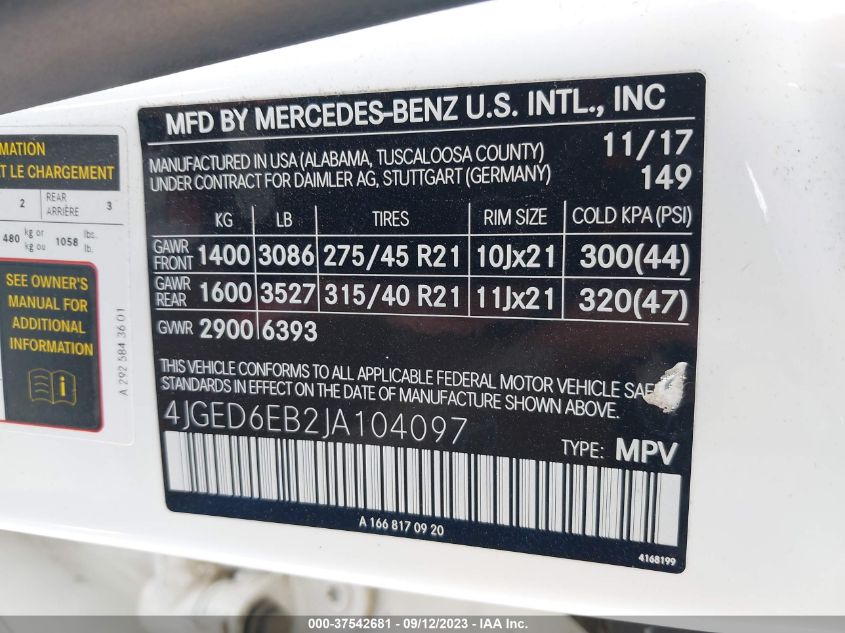 MFD BY MERCEDES-BENZ U.S. INTL., INC
MANUFACTURED IN USA (ALABAMA, TUSCALOOSA COUNTY) 11/17
UNDER CONTRACT FOR DAIMLER AG, STUTTGART (GERMANY) 149
KG LB TIRES RIM SIZE COLD KPA (PSI)
GAWR FRONT 1400 3086 275/45 R21 10Jx21 300(44)
GAWR REAR 1600 3527 315/40 R21 11Jx21 320(47)
GVWR 2900 6393
THIS VEHICLE CONFORMS TO ALL APPLICABLE FEDERAL MOTOR VEHICLE
STANDARDS IN EFFECT ON THE DATE OF MANUFACTURE SHOWN ABOVE.
4JGED6EB2JA104097
TYPE: MPV
A 166 817 09 20
4168199
ET LE CHARGEMENT
2 REAR ARRIÈRE 3
480 kg or kg ou 1058 lbs. lb.
SEE OWNER'S
MANUAL FOR
ADDITIONAL
INFORMATION
A 292 584 36 01
000-37542681 - 09/12/2023 - IAA Inc.